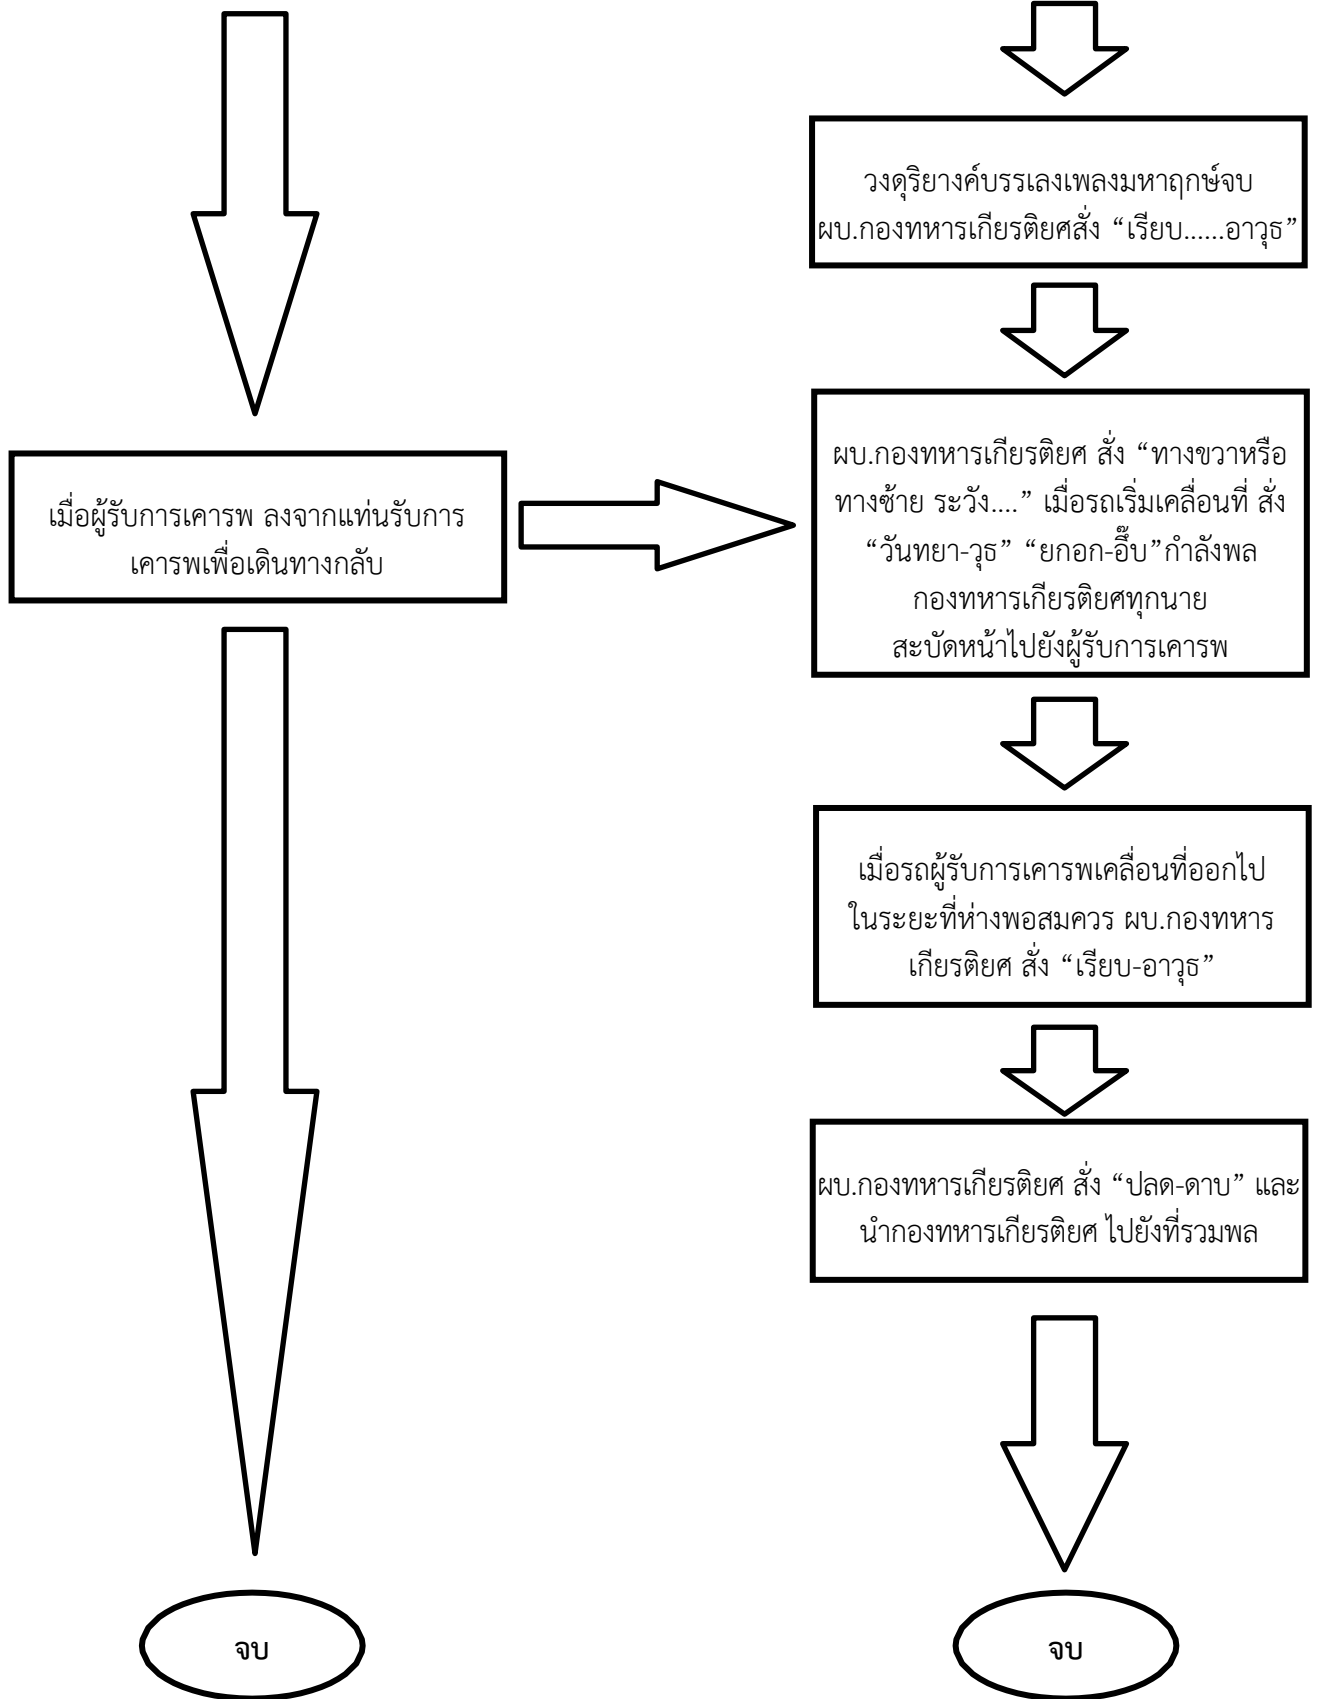 วงดุริยางค์บรรเลงเพลงมหาฤกษ์จบ
ผบ.กองทหารเกียรติยศสั่ง “เรียบ......อาวุธ”
เมื่อผู้รับการเคารพ ลงจากแท่นรับการ
เคารพเพื่อเดินทางกลับ
ผบ.กองทหารเกียรติยศ สั่ง “ทางขวาหรือ
ทางซ้าย ระวัง....” เมื่อรถเริ่มเคลื่อนที่ สั่ง
“วันทยา-วุธ” “ยกอก-อึ๊บ”กำลังพล
กองทหารเกียรติยศทุกนาย
สะบัดหน้าไปยังผู้รับการเคารพ
เมื่อรถผู้รับการเคารพเคลื่อนที่ออกไป
ในระยะที่ห่างพอสมควร ผบ.กองทหาร
เกียรติยศ สั่ง “เรียบ-อาวุธ”
ผบ.กองทหารเกียรติยศ สั่ง “ปลด-ดาบ” และ
นำกองทหารเกียรติยศ ไปยังที่รวมพล
จบ
จบ